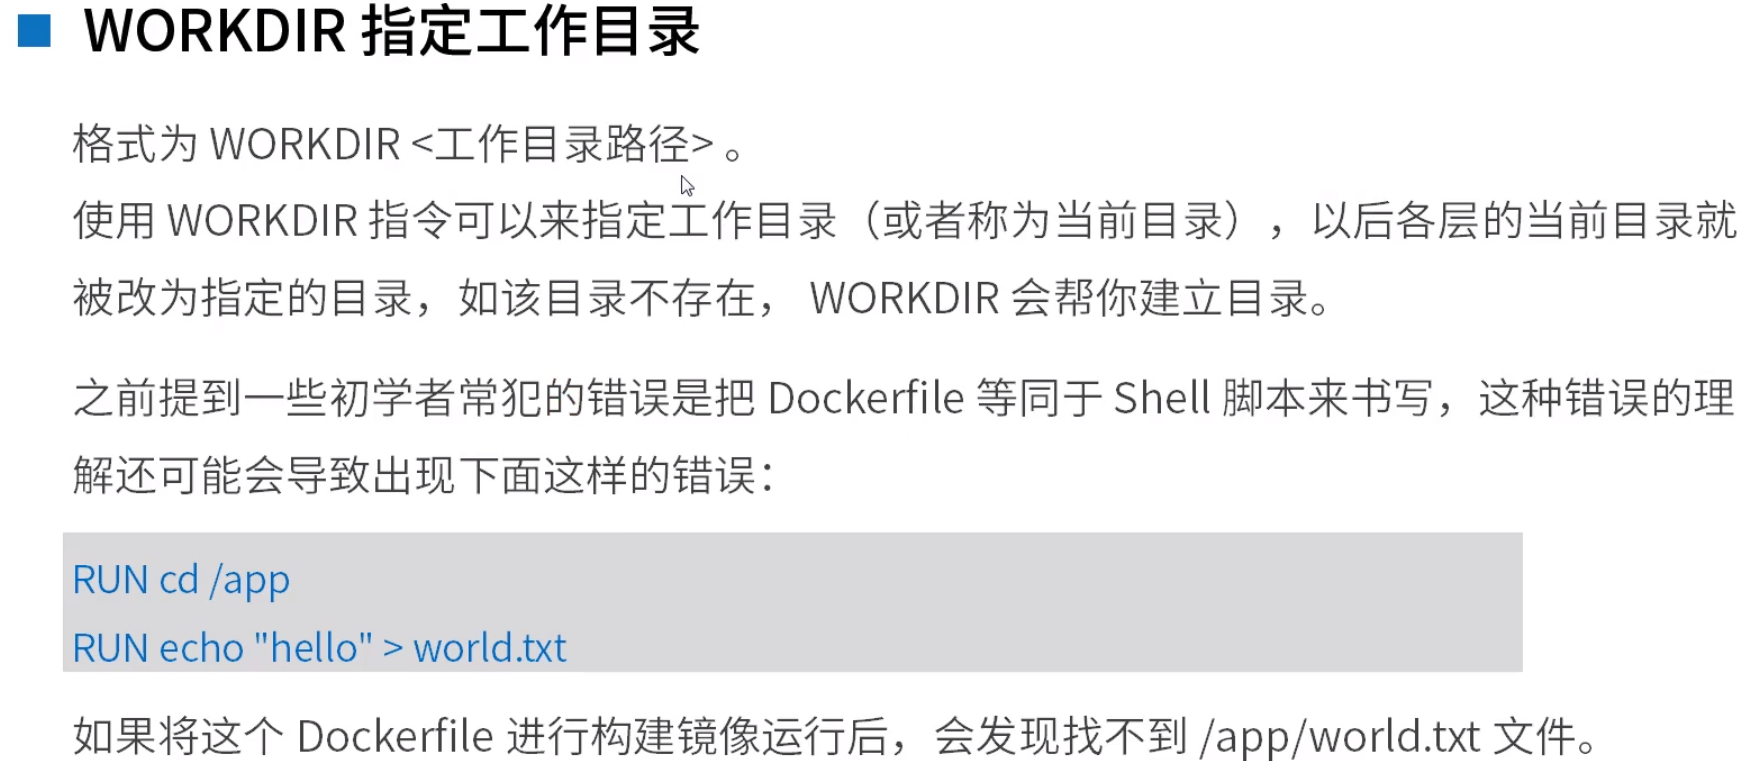 WORKDIR 指定工作目录
格式为 WORKDIR <工作目录路径> 。
使用 WORKDIR 指令可以来指定工作目录（或者称为当前目录），以后各层的当前目录就
被改为指定的目录，如该目录不存在， WORKDIR 会帮你建立目录。
之前提到一些初学者常犯的错误是把 Dockerfile 等同于 Shell 脚本来书写，这种错误的理
解还可能会导致出现下面这样的错误：
RUN cd /app
RUN echo "hello" > world.txt
如果将这个 Dockerfile 进行构建镜像运行后，会发现找不到 /app/world.txt 文件。